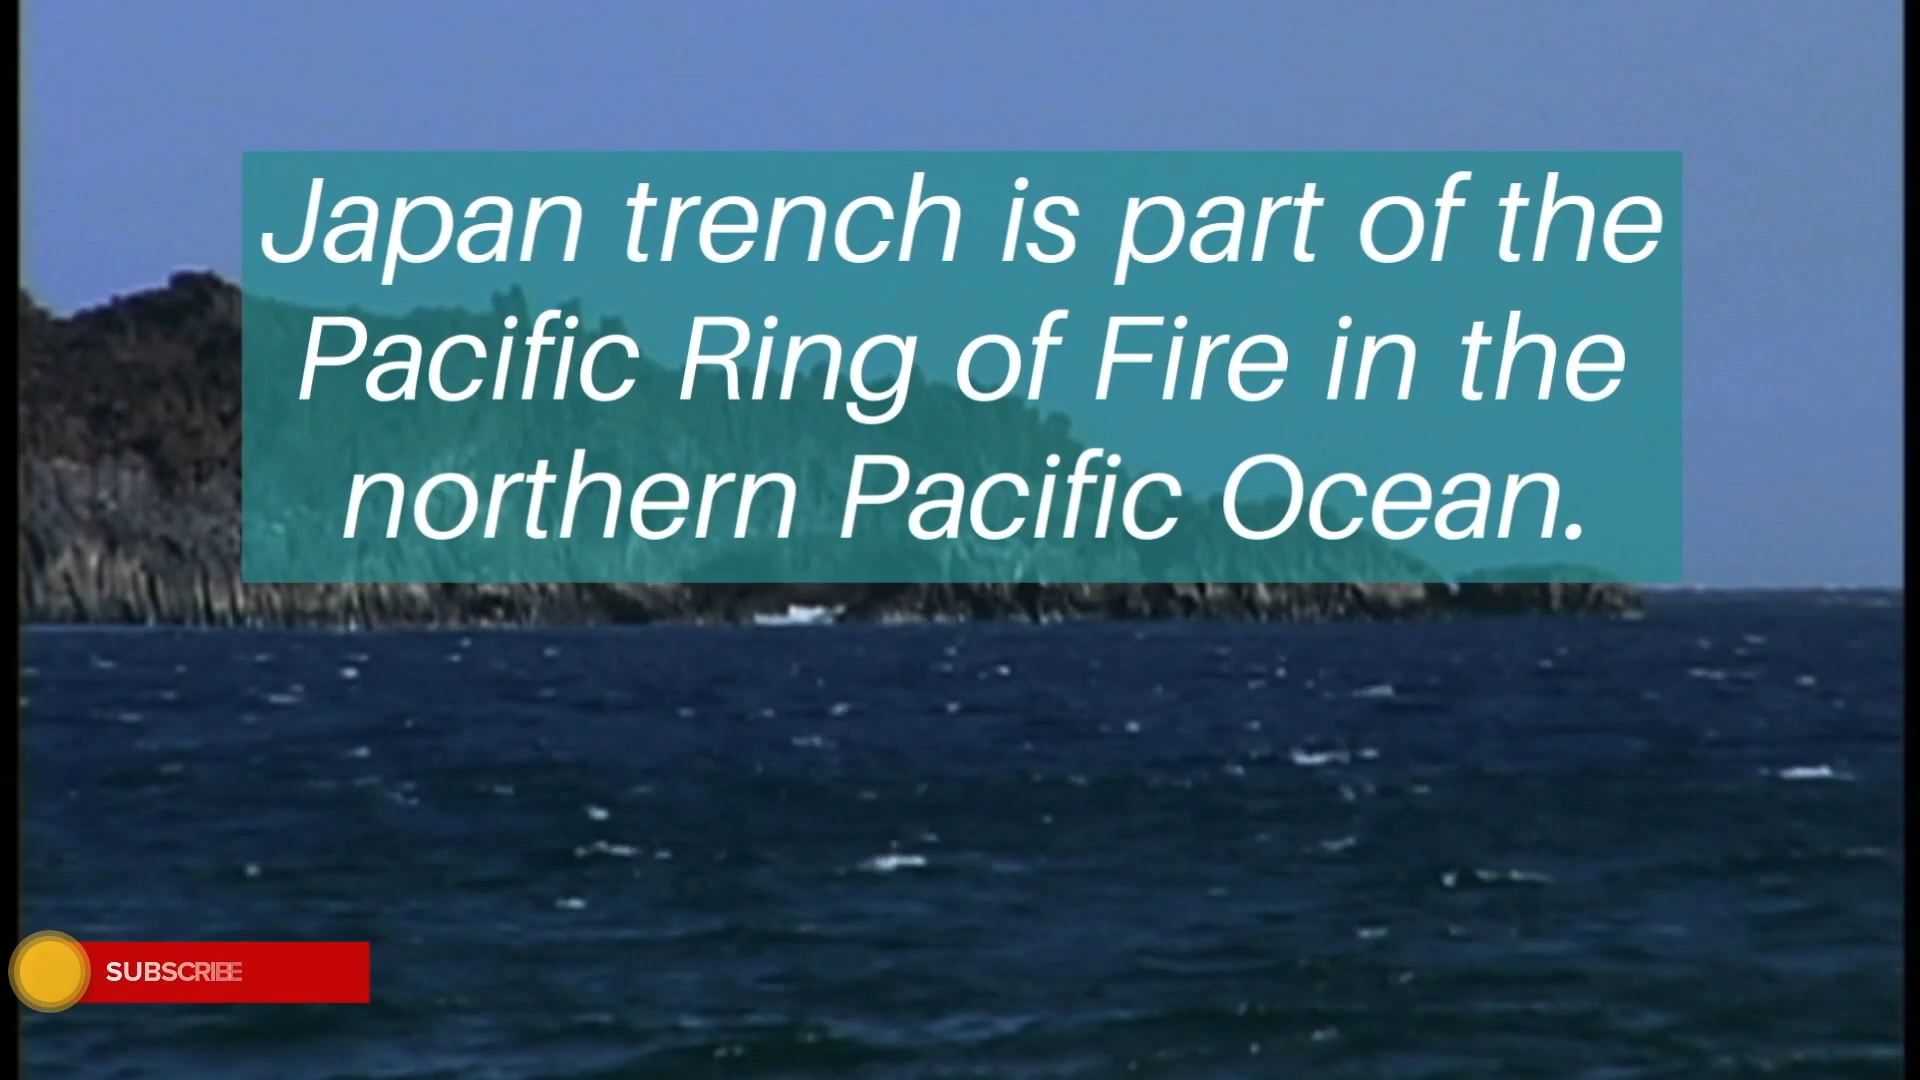 Japan trench is part of the
Pacific Ring of Fire in the
northern Pacific Ocean.
SUBSCRIBE